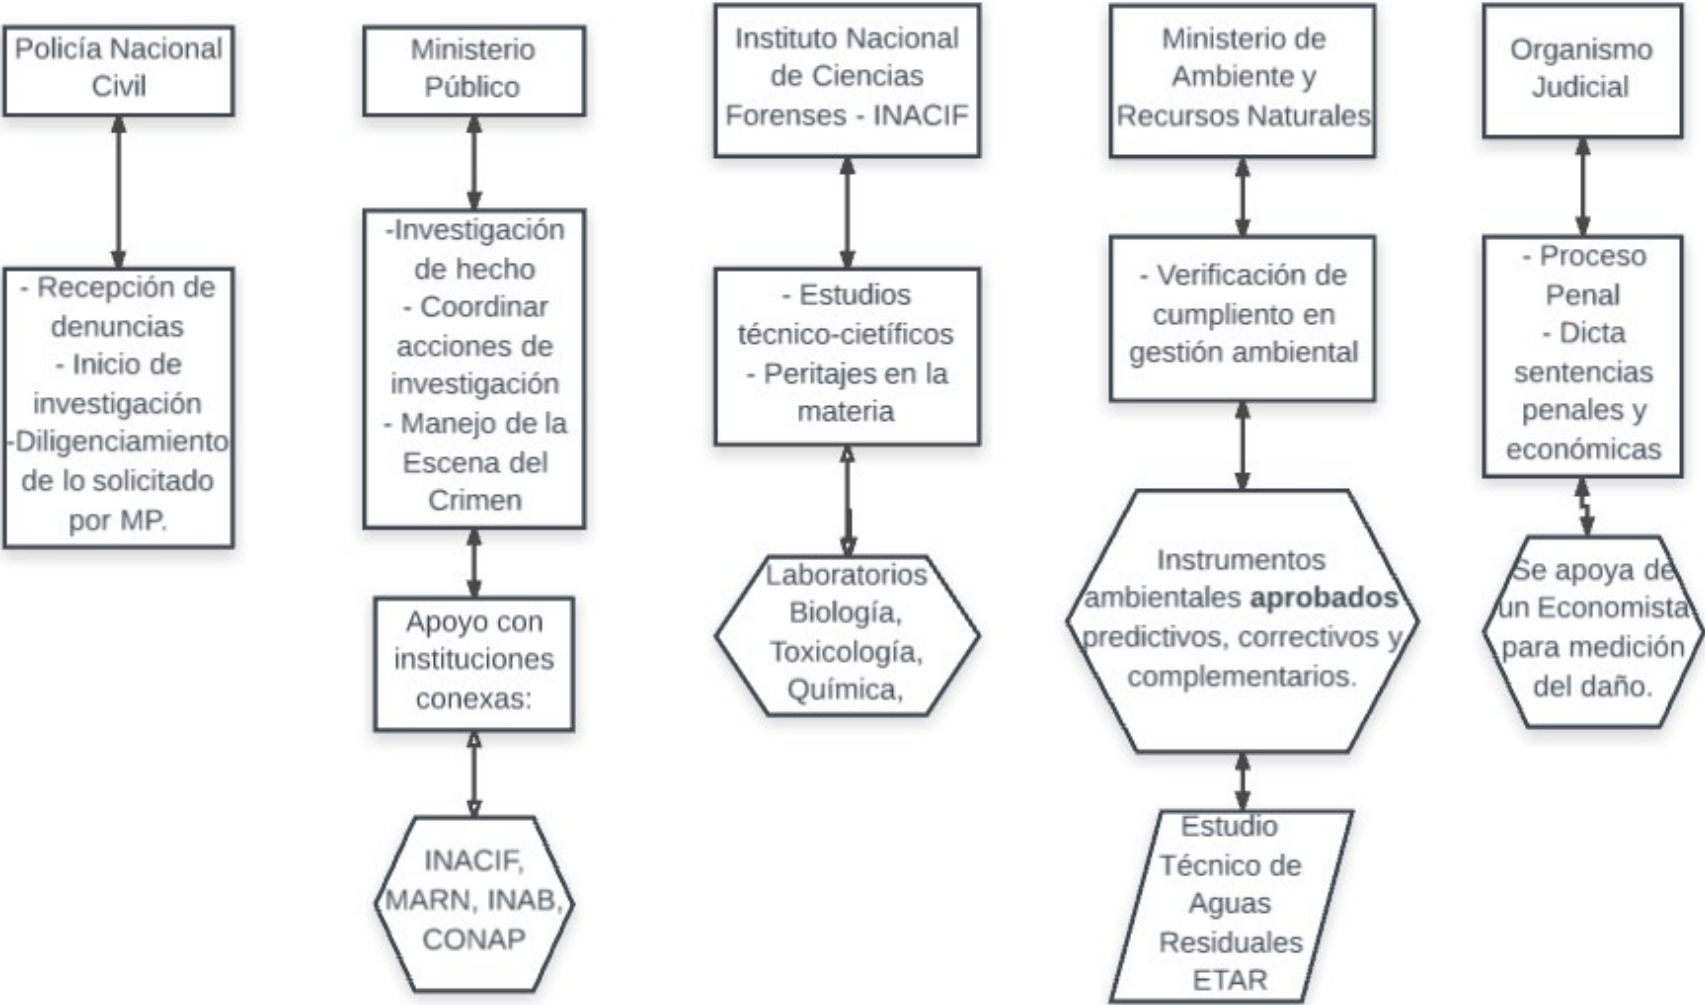 Policía Nacional
Civil
- Recepción de
denuncias
- Inicio de
investigación
-Diligenciamiento
de lo solicitado
por MP.
Ministerio
Público
-Investigación
de hecho
- Coordinar
acciones de
investigación
- Manejo de la
Escena del
Crimen
Apoyo con
instituciones
conexas:
INACIF,
MARN, INAB,
CONAP
Instituto Nacional
de Ciencias
Forenses - INACIF
- Estudios
técnico-cietíficos
- Peritajes en la
materia
Laboratorios
Biología,
Toxicología,
Química,
Ministerio de
Ambiente y
Recursos Naturales
- Verificación de
cumpliento en
gestión ambiental
Instrumentos
ambientales aprobados
predictivos, correctivos y
complementarios.
Estudio
Técnico de
Aguas
Residuales
ETAR
Organismo
Judicial
- Proceso
Penal
- Dicta
sentencias
penales y
económicas
Se apoya de
un Economista
para medición
del daño.